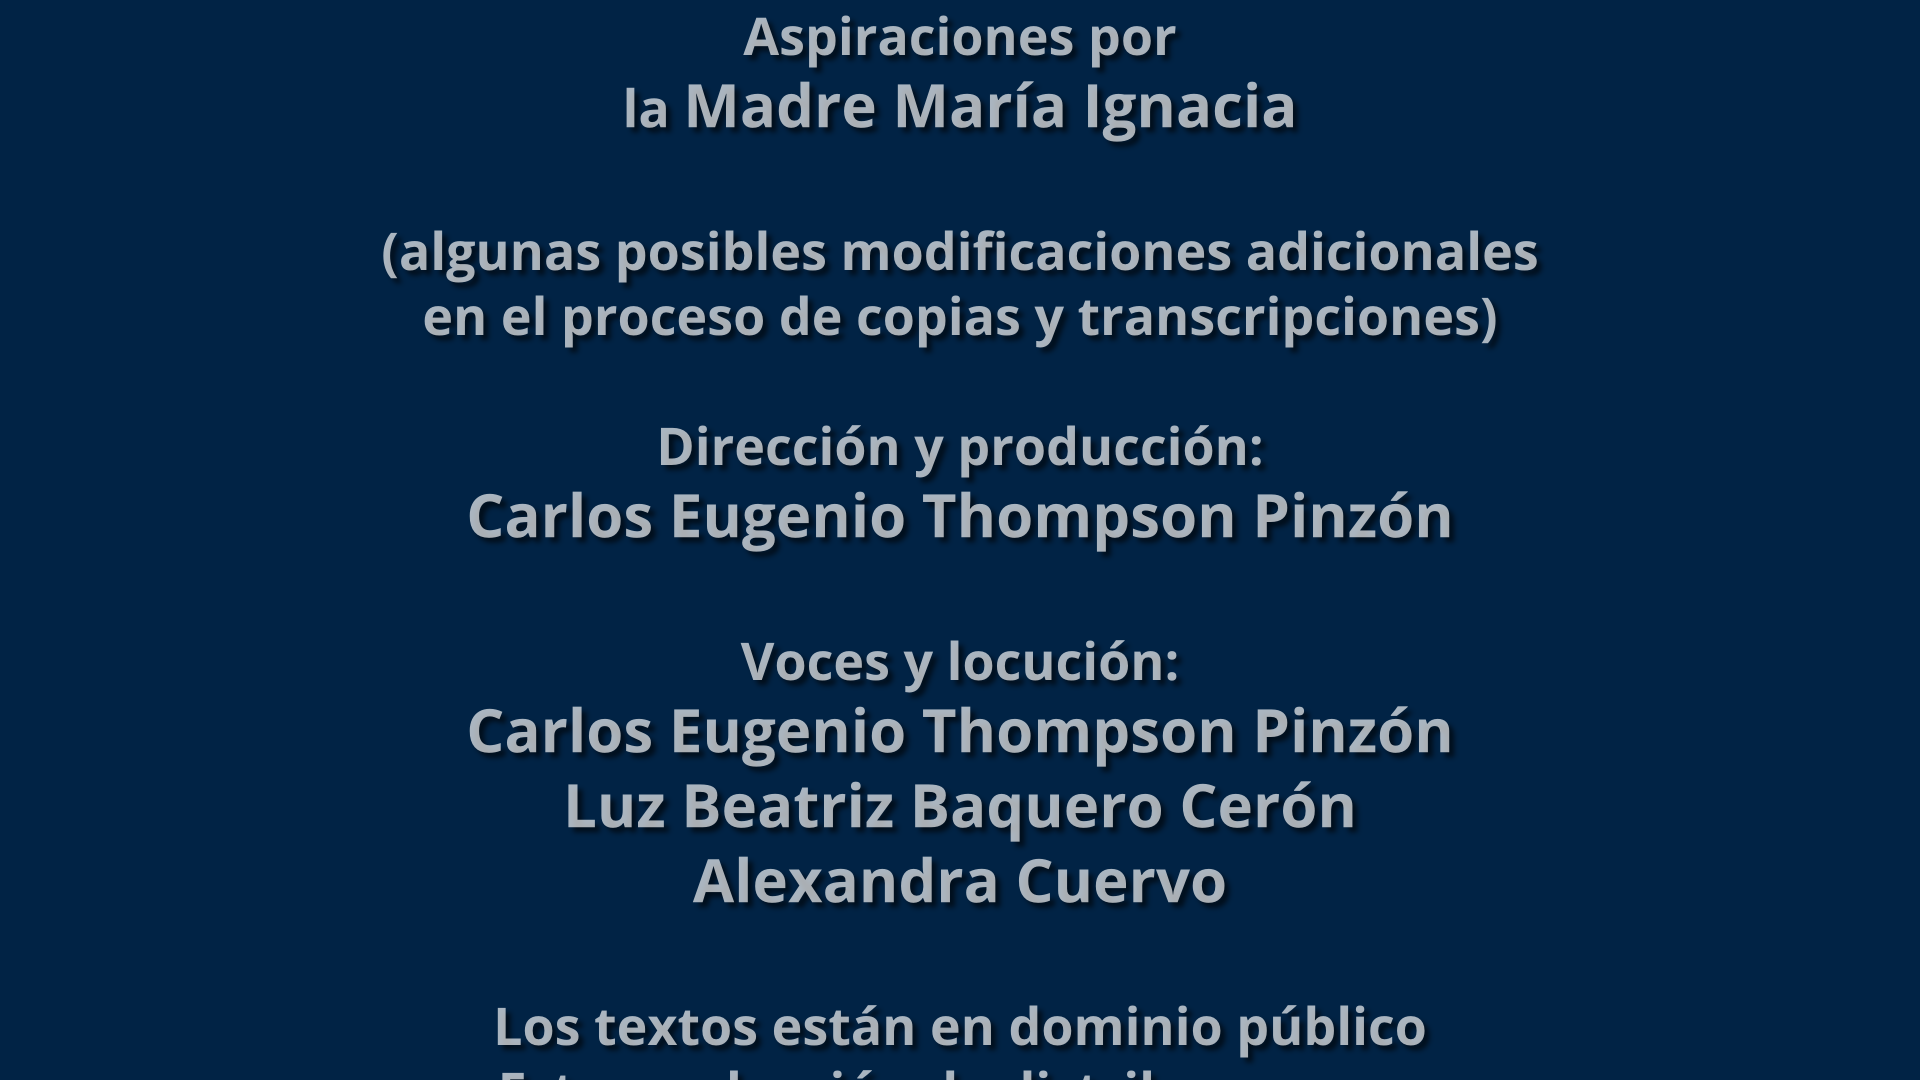 Aspiraciones por
la Madre María Ignacia
(algunas posibles modificaciones adicionales
en el proceso de copias y transcripciones)
Dirección y producción:
Carlos Eugenio Thompson Pinzón
Voces y locución:
Carlos Eugenio Thompson Pinzón
Luz Beatriz Baquero Cerón
Alexandra Cuervo
Los textos están en dominio público